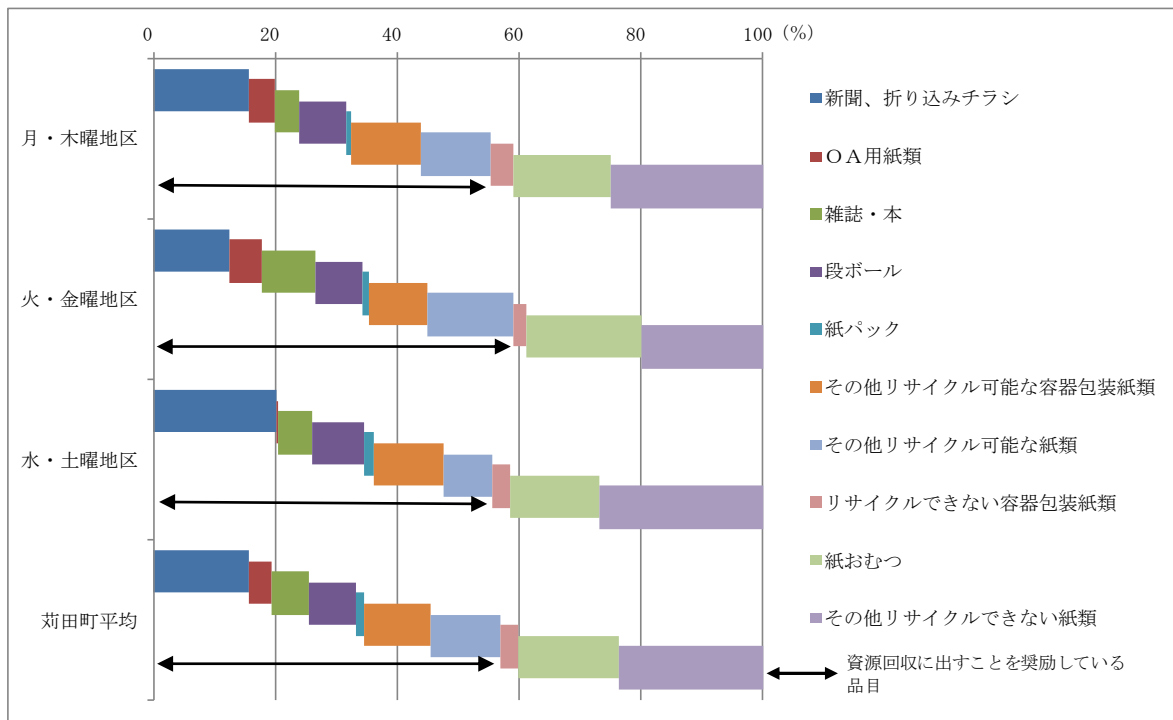 0 20 40 60 80 100 (%)
月・木曜地区
火・金曜地区
水・土曜地区
苅田町平均
新聞、折り込みチラシ
ＯＡ用紙類
雑誌・本
段ボール
紙パック
その他リサイクル可能な容器包装紙類
その他リサイクル可能な紙類
リサイクルできない容器包装紙類
紙おむつ
その他リサイクルできない紙類
資源回収に出すことを奨励している
品目